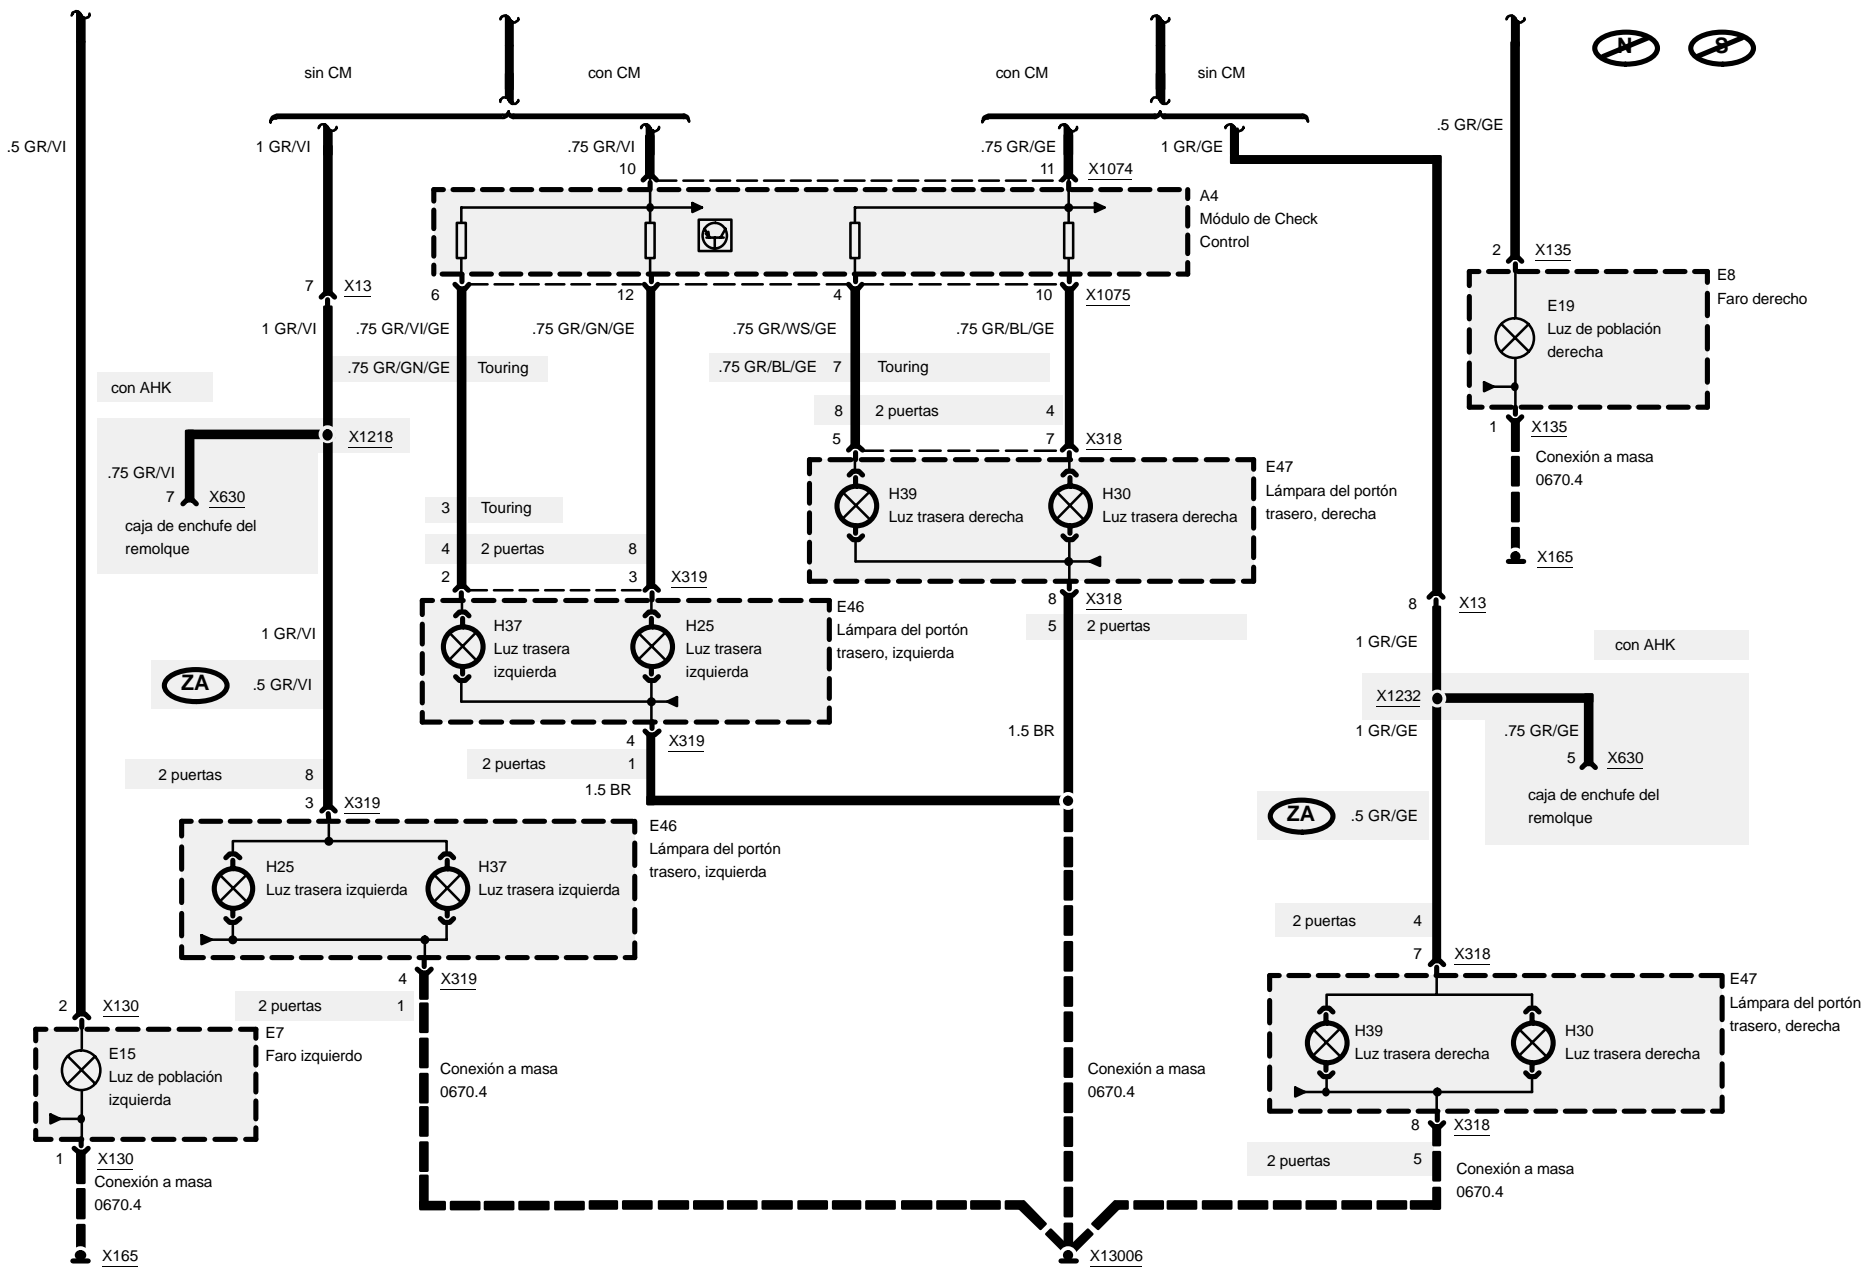 sin CM
con CM
con CM
sin CM
N
S
.5 GR/VI
1 GR/VI
.75 GR/VI
.75 GR/GE
1 GR/GE
.5 GR/GE
10
11
X1074
A4
Módulo de Check
Control
2
X135
E8
Faro derecho
E19
Luz de población
derecha
1
X135
Conexión a masa
0670.4
X165
7
X13
6
12
4
10
X1075
1 GR/VI
.75 GR/VI/GE
.75 GR/GN/GE
.75 GR/WS/GE
.75 GR/BL/GE
.75 GR/GN/GE
Touring
.75 GR/BL/GE
7
Touring
con AHK
8
2 puertas
4
X1218
5
7
X318
.75 GR/VI
7
X630
caja de enchufe del
remolque
E47
Lámpara del portón
trasero, derecha
H39
Luz trasera derecha
H30
Luz trasera derecha
3
Touring
4
2 puertas
8
2
3
X319
8
X318
5
2 puertas
E46
Lámpara del portón
trasero, izquierda
H37
Luz trasera
izquierda
H25
Luz trasera
izquierda
8
X13
1 GR/VI
1 GR/GE
con AHK
ZA
.5 GR/VI
X1232
4
X319
2 puertas
1
1.5 BR
1.5 BR
1 GR/GE
.75 GR/GE
5
X630
caja de enchufe del
remolque
2 puertas
8
3
X319
ZA
.5 GR/GE
E46
Lámpara del portón
trasero, izquierda
H25
Luz trasera izquierda
H37
Luz trasera izquierda
2 puertas
4
7
X318
4
X319
2 puertas
1
E47
Lámpara del portón
trasero, derecha
H39
Luz trasera derecha
H30
Luz trasera derecha
2
X130
E7
Faro izquierdo
E15
Luz de población
izquierda
Conexión a masa
0670.4
Conexión a masa
0670.4
8
X318
2 puertas
5
Conexión a masa
0670.4
1
X130
Conexión a masa
0670.4
X165
X13006